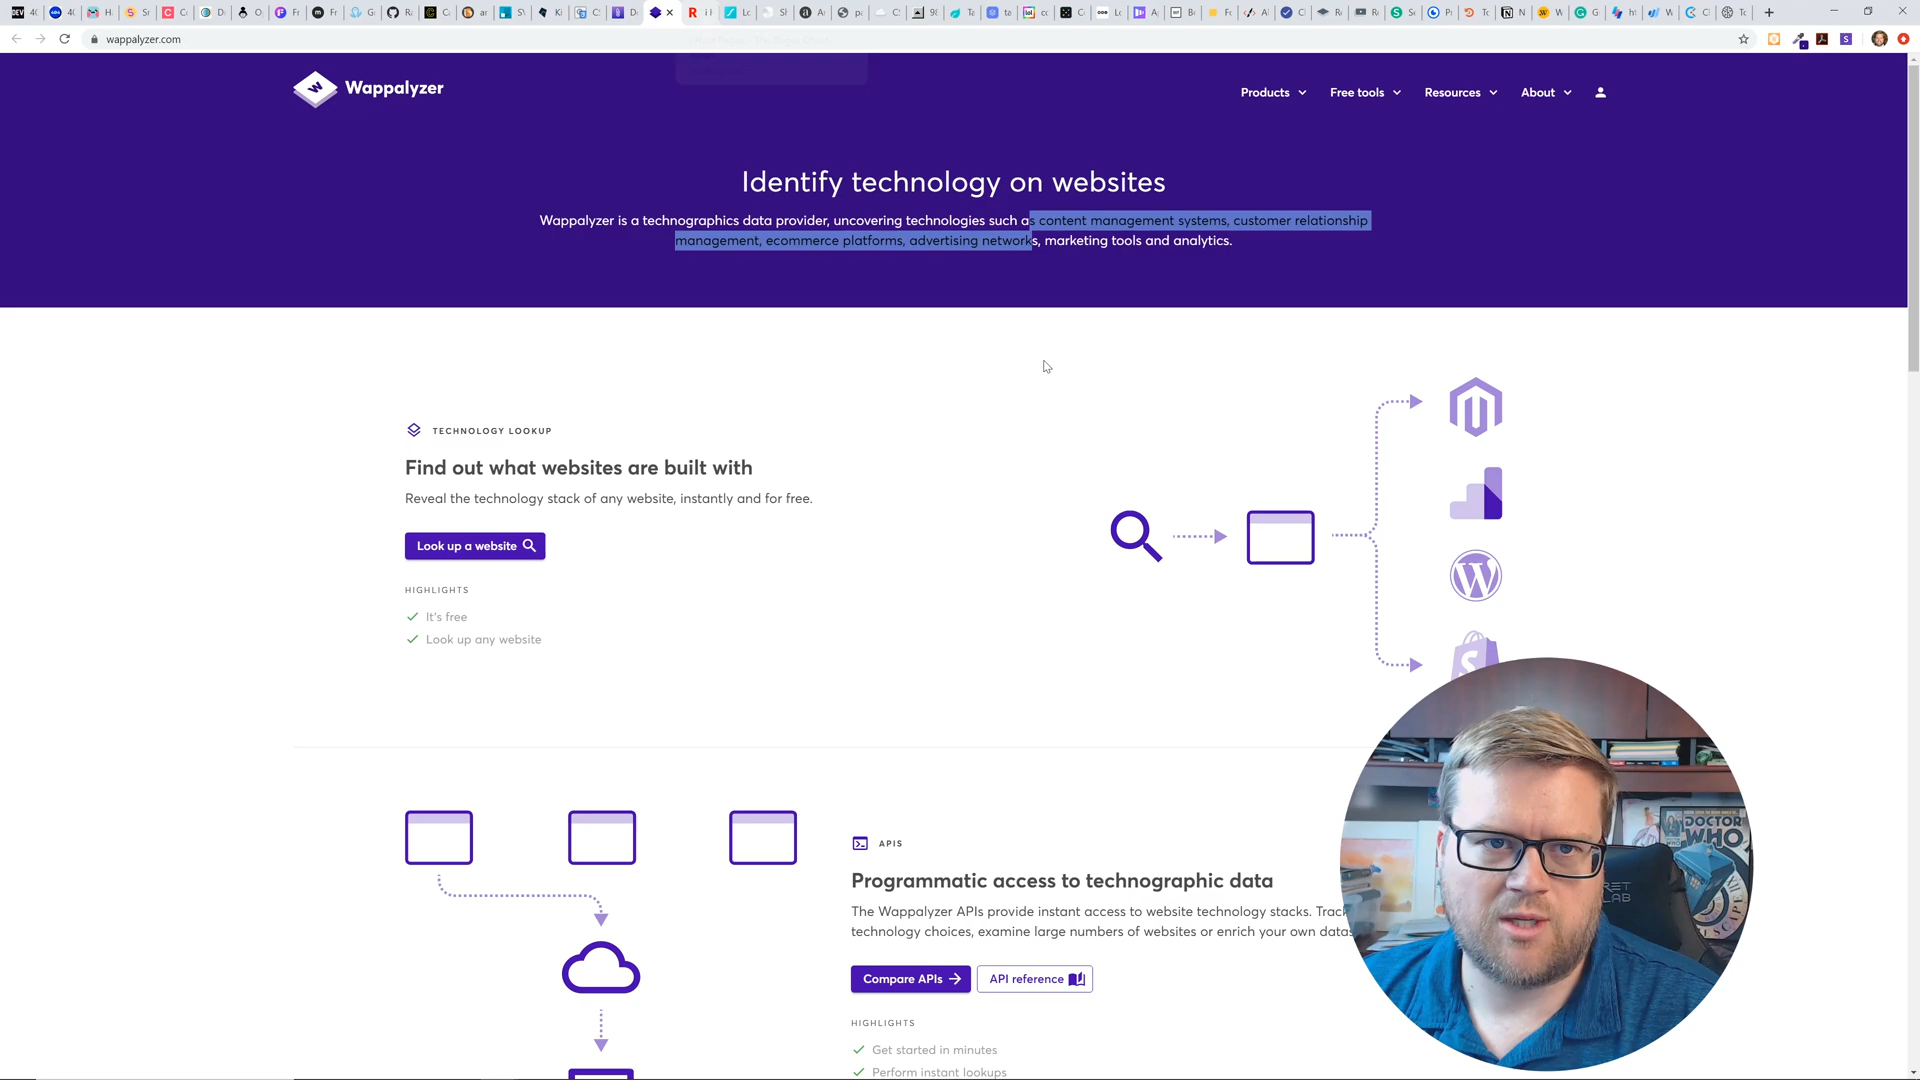 wappalyzer.com
Wappalyzer
Products
Free tools
Resources
About
Identify technology on websites
Wappalyzer is a technographics data provider, uncovering technologies such as content management systems, customer relationship
management, ecommerce platforms, advertising networks, marketing tools and analytics.
TECHNOLOGY LOOKUP
Find out what websites are built with
Reveal the technology stack of any website, instantly and for free.
Look up a website
HIGHLIGHTS
It's free
Look up any website
APIS
Programmatic access to technographic data
The Wappalyzer APIs provide instant access to website technology stacks. Track
technology choices, examine large numbers of websites or enrich your own datas
Compare APIs
API reference
HIGHLIGHTS
Get started in minutes
Perform instant lookups
DOCTOR
WHO